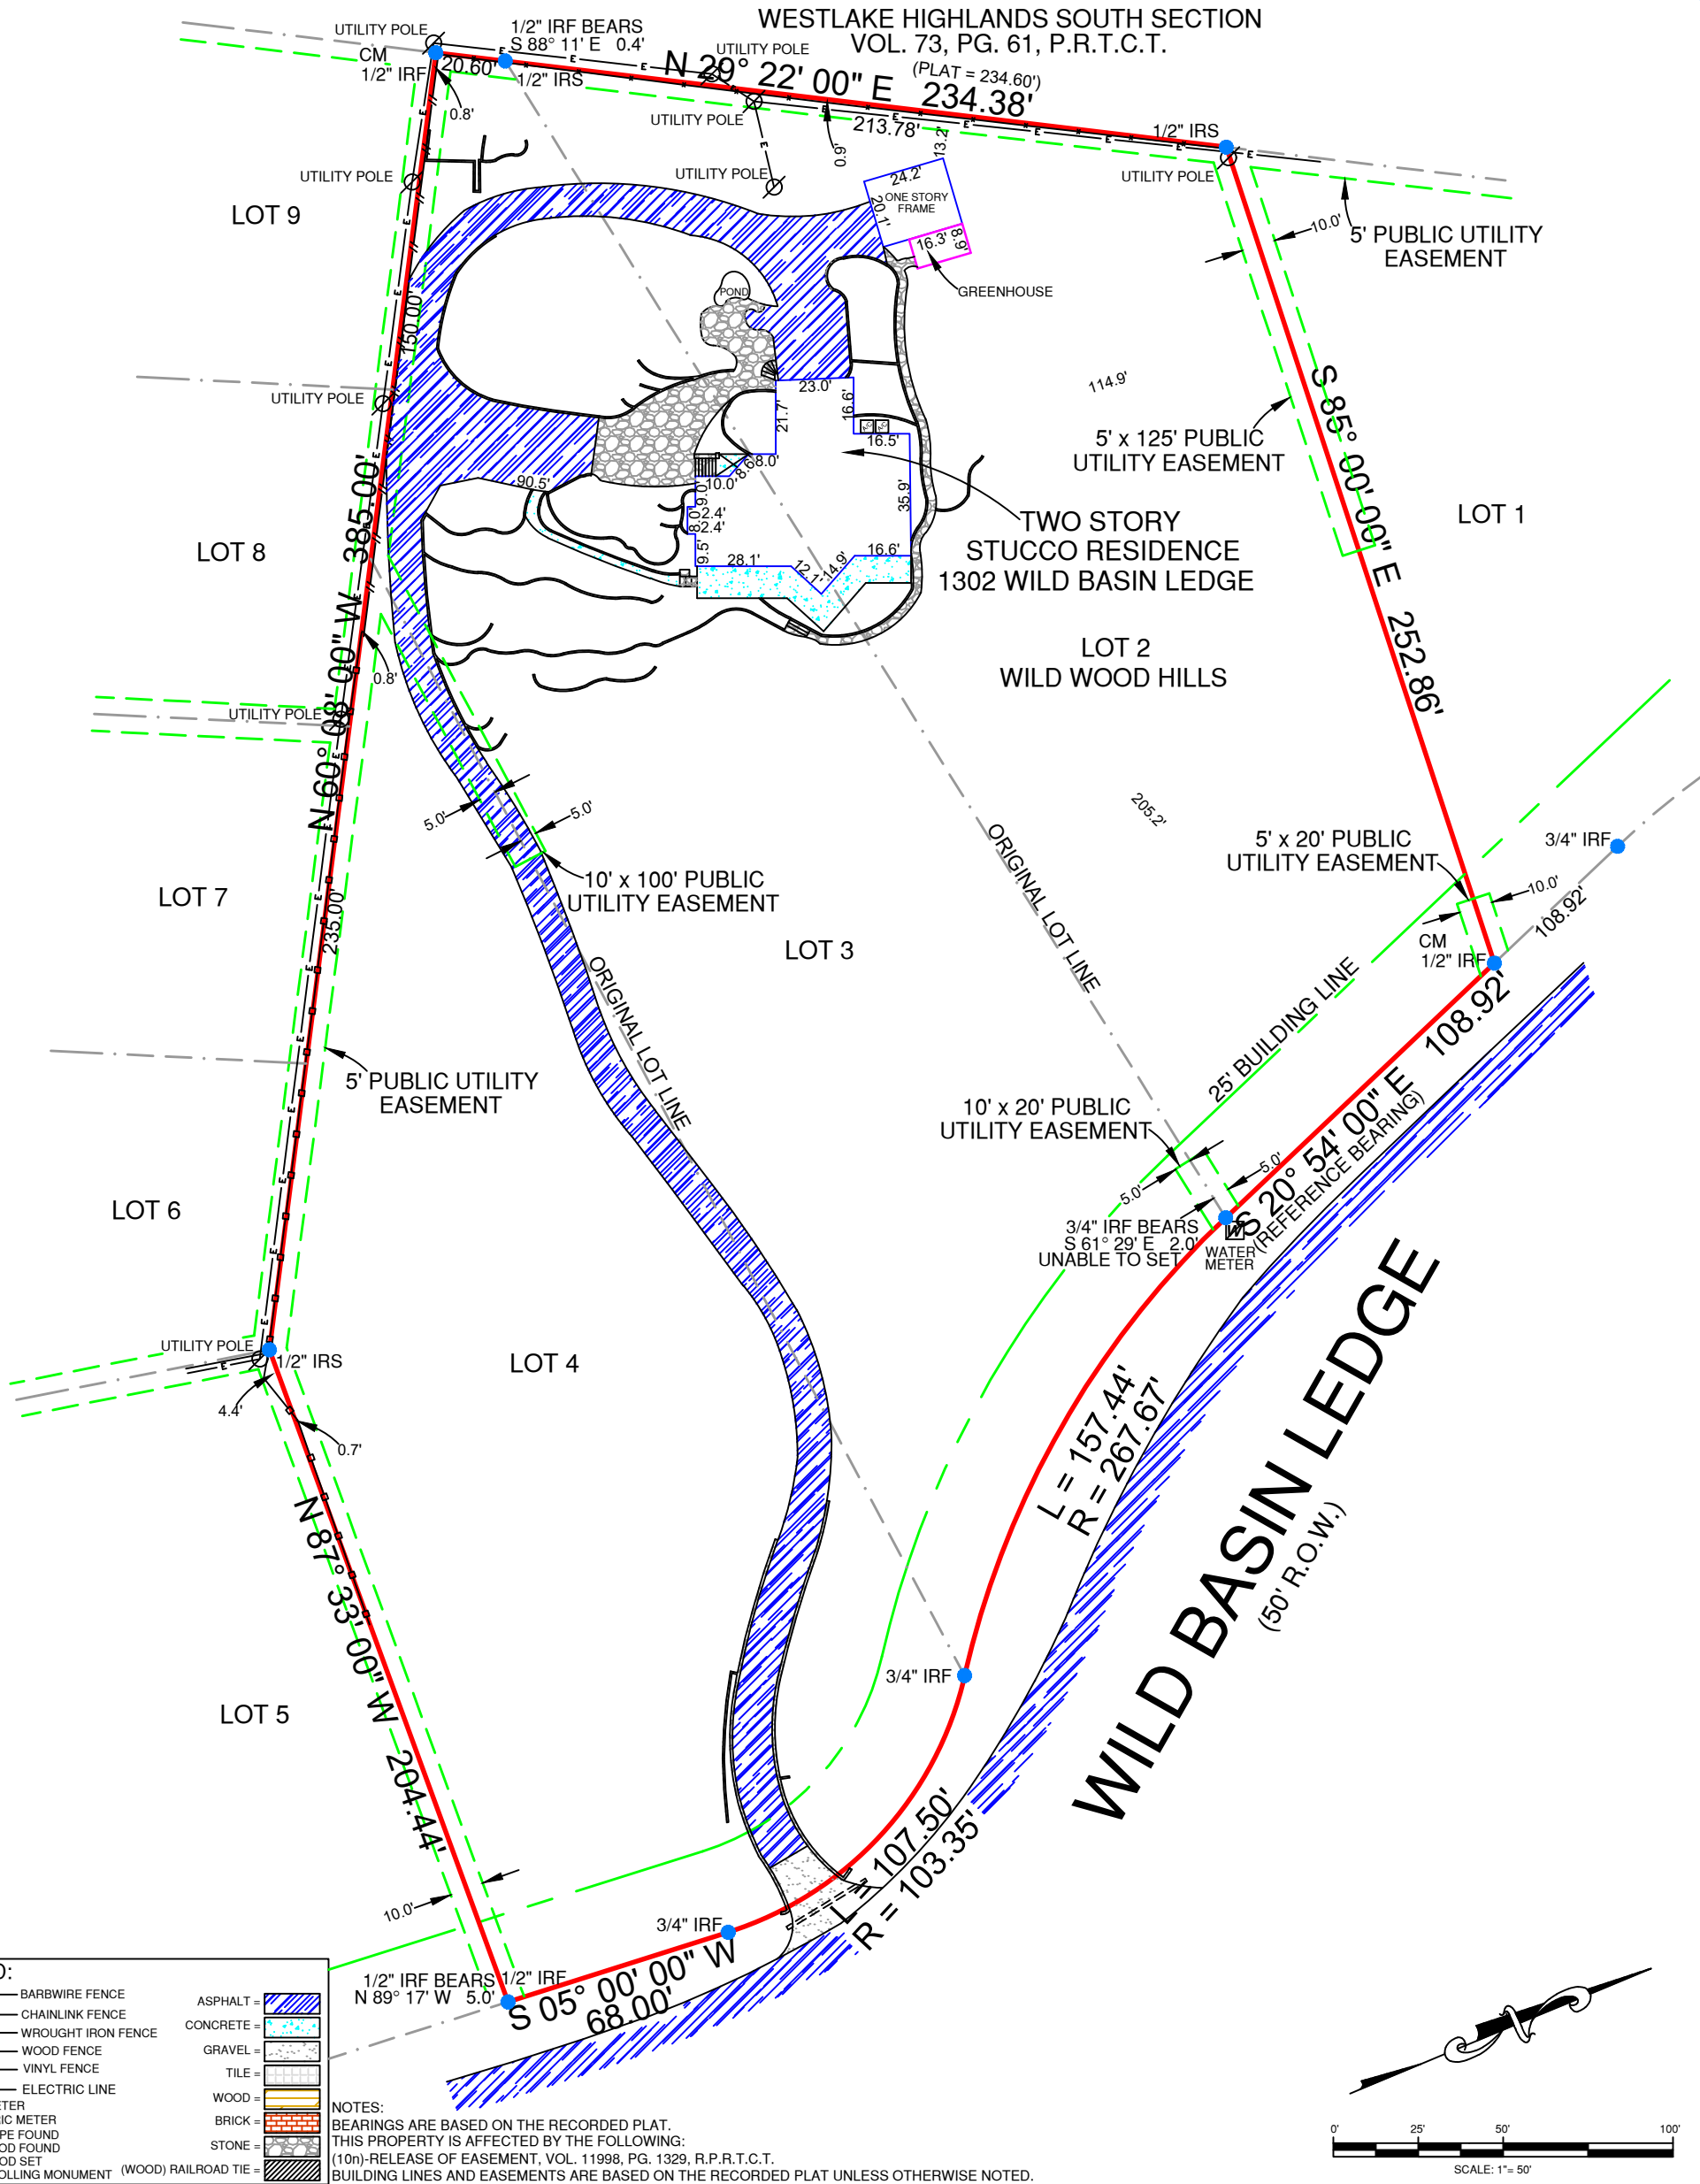 WESTLAKE HIGHLANDS SOUTH SECTION
VOL. 73, PG. 61, P.R.T.C.T.
UTILITY POLE
1/2" IRF BEARS
S 88° 11' E 0.4'
CM
1/2" IRF
20.60'
1/2" IRS
UTILITY POLE
N 29° 22' 00" E 234.38'
(PLAT = 234.60')
213.78'
UTILITY POLE
1/2" IRS
0.8'
0.9'
13.2'
UTILITY POLE
UTILITY POLE
UTILITY POLE
LOT 9
24.2'
20.1'
ONE STORY
FRAME
16.3'
8.9'
GREENHOUSE
10.0'
5' PUBLIC UTILITY
EASEMENT
POND
150.00'
UTILITY POLE
23.0'
21.7'
16.6'
16.5'
114.9'
S 85° 00' 00" E 252.86'
5' x 125' PUBLIC
UTILITY EASEMENT
N 60° 08' 00" W 385.00'
90.5'
8.0'
8.6'
10.0'
9.0'
2.4'
8.0'
2.4'
9.5'
28.1'
12.1'
14.9'
16.6'
35.9'
LOT 1
LOT 8
TWO STORY
STUCCO RESIDENCE
1302 WILD BASIN LEDGE
LOT 2
WILD WOOD HILLS
0.8'
UTILITY POLE
5.0'
5.0'
205.2'
10' x 100' PUBLIC
UTILITY EASEMENT
5' x 20' PUBLIC
UTILITY EASEMENT
3/4" IRF
10.0'
108.92'
CM
1/2" IRF
LOT 7
235.00'
LOT 3
ORIGINAL LOT LINE
ORIGINAL LOT LINE
25' BUILDING LINE
108.92'
5' PUBLIC UTILITY
EASEMENT
10' x 20' PUBLIC
UTILITY EASEMENT
5.0'
5.0'
S 20° 54' 00" E
(REFERENCE BEARING)
LOT 6
3/4" IRF BEARS
S 61° 29' E 2.0'
UNABLE TO SET
W
WATER
METER
UTILITY POLE
1/2" IRS
4.4'
0.7'
LOT 4
L = 157.44'
R = 267.67'
WILD BASIN LEDGE
(50' R.O.W.)
N 87° 33' 00" W 204.44'
LOT 5
3/4" IRF
L = 107.50'
R = 103.35'
10.0'
3/4" IRF
1/2" IRF BEARS
N 89° 17' W 5.0'
1/2" IRF
S 05° 00' 00" W
68.00'
D:
BARBWIRE FENCE
CHAINLINK FENCE
WROUGHT IRON FENCE
WOOD FENCE
VINYL FENCE
ELECTRIC LINE
TER
IC METER
PE FOUND
OD FOUND
OD SET
OLLING MONUMENT
ASPHALT =
CONCRETE =
GRAVEL =
TILE =
WOOD =
BRICK =
STONE =
(WOOD) RAILROAD TIE =
NOTES:
BEARINGS ARE BASED ON THE RECORDED PLAT.
THIS PROPERTY IS AFFECTED BY THE FOLLOWING:
(10n)-RELEASE OF EASEMENT, VOL. 11998, PG. 1329, R.P.R.T.C.T.
BUILDING LINES AND EASEMENTS ARE BASED ON THE RECORDED PLAT UNLESS OTHERWISE NOTED.
N
0' 25' 50' 100'
SCALE: 1"= 50'